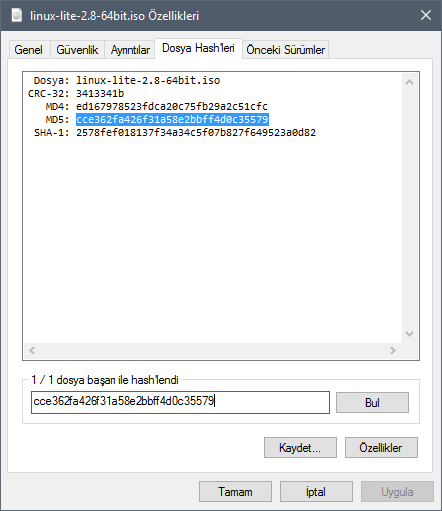 linux-lite-2.8-64bit.iso Özellikleri
Genel Güvenlik Ayrıntılar Dosya Hash'leri Önceki Sürümler
Dosya: linux-lite-2.8-64bit.iso
CRC-32: 3413341b
MD4: ed167978523fdca20c75fb29a2c51cfc
MD5: cce362fa426f31a58e2bbff4d0c35579
SHA-1: 2578fef018137f34a34c5f07b827f649523a0d82
1 / 1 dosya başarı ile hash'lendi
cce362fa426f31a58e2bbff4d0c35579
Bul
Kaydet... Özellikler
Tamam İptal Uygula